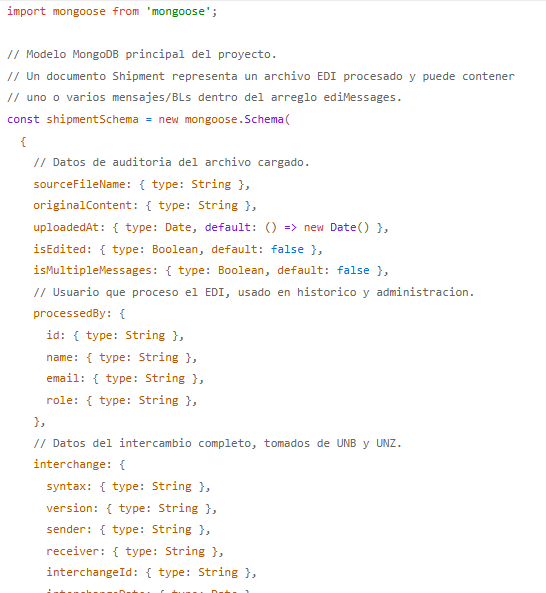 import mongoose from 'mongoose';
// Modelo MongoDB principal del proyecto.
// Un documento Shipment representa un archivo EDI procesado y puede contener
// uno o varios mensajes/BLs dentro del arreglo ediMessages.
const shipmentSchema = new mongoose.Schema(
{
// Datos de auditoria del archivo cargado.
sourceFileName: { type: String },
originalContent: { type: String },
uploadedAt: { type: Date, default: () => new Date() },
isEdited: { type: Boolean, default: false },
isMultipleMessages: { type: Boolean, default: false },
// Usuario que proceso el EDI, usado en historico y administracion.
processedBy: {
id: { type: String },
name: { type: String },
email: { type: String },
role: { type: String },
},
// Datos del intercambio completo, tomados de UNB y UNZ.
interchange: {
syntax: { type: String },
version: { type: String },
sender: { type: String },
receiver: { type: String },
interchangeId: { type: String },
interchangeDate: { type: Date }